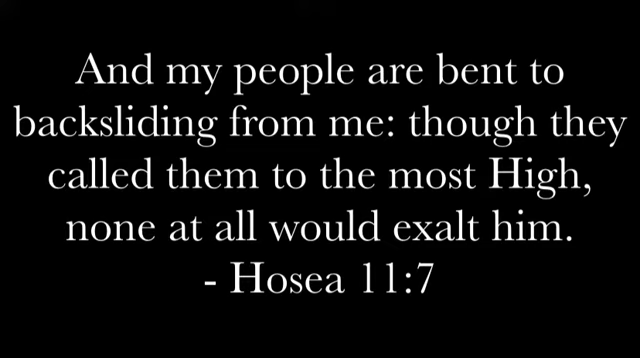 And my people are bent to
backsliding from me: though they
called them to the most High,
none at all would exalt him.
- Hosea 11:7